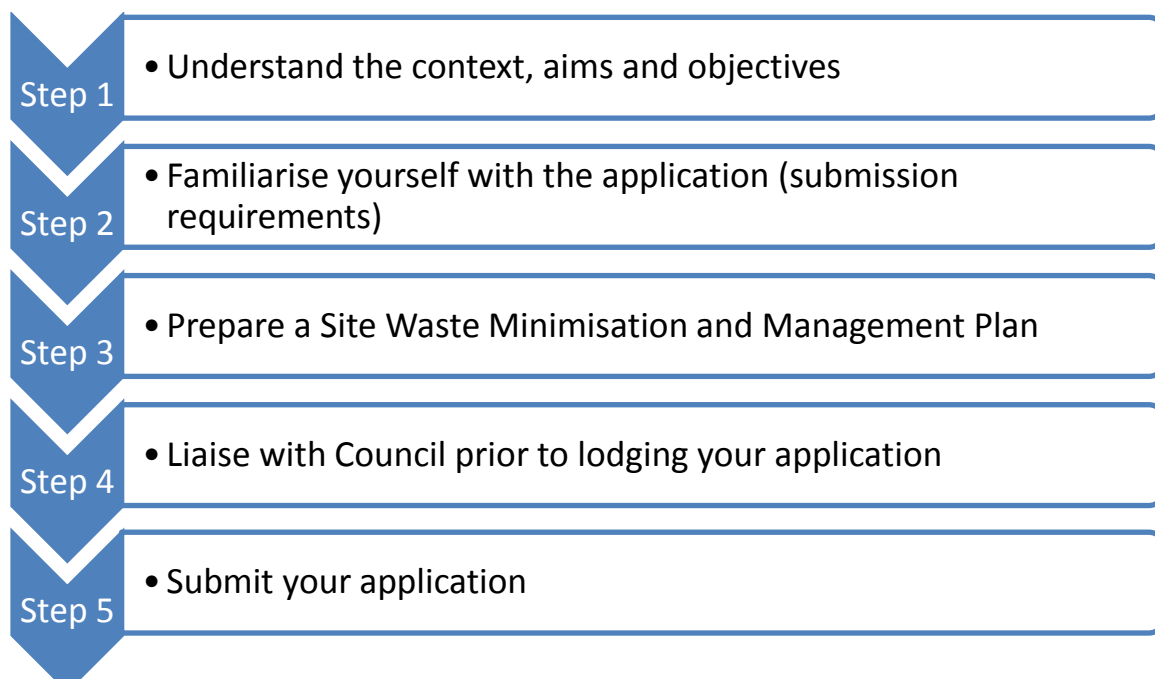 Step 1
• Understand the context, aims and objectives
Step 2
• Familiarise yourself with the application (submission
requirements)
Step 3
• Prepare a Site Waste Minimisation and Management Plan
Step 4
• Liaise with Council prior to lodging your application
Step 5
• Submit your application